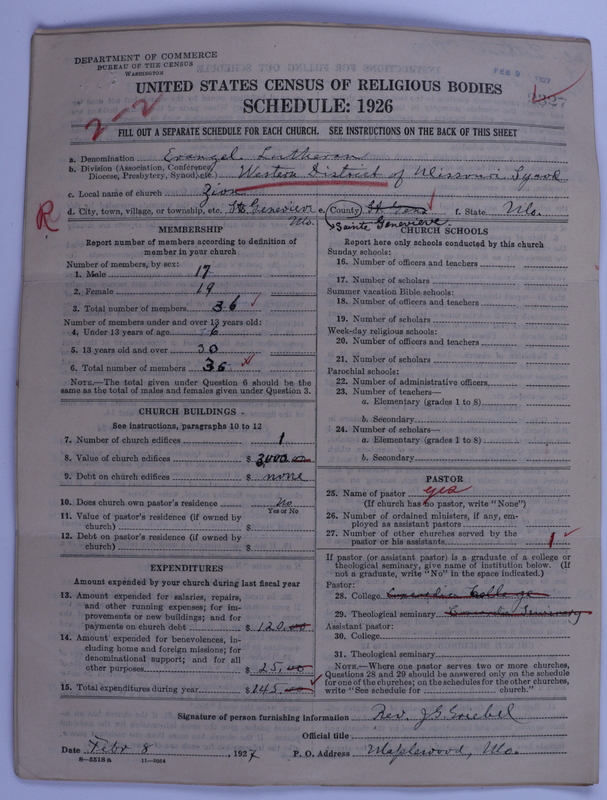 DEPARTMENT OF COMMERCE
BUREAU OF THE CENSUS
WASHINGTON
FEB 9 1927
UNITED STATES CENSUS OF RELIGIOUS BODIES
SCHEDULE: 1926
2-2
FILL OUT A SEPARATE SCHEDULE FOR EACH CHURCH. SEE INSTRUCTIONS ON THE BACK OF THIS SHEET
a. Denomination Evangel. Lutheran
b. Division (Association, Conference, Diocese, Presbytery, Synod, etc.) Western District of Missouri Synod
c. Local name of church Zion
R d. City, town, village, or township, etc. St. Genevieve Mo. e. County St. Gene Sainte Genevieve f. State Mo.
MEMBERSHIP
Report number of members according to definition of
member in your church
Number of members, by sex:
1. Male 17
2. Female 19
3. Total number of members 36
Number of members under and over 13 years old:
4. Under 13 years of age 6
5. 13 years old and over 30
6. Total number of members 36
NOTE.—The total given under Question 6 should be the
same as the total of males and females given under Question 3.
CHURCH BUILDINGS
See instructions, paragraphs 10 to 12
7. Number of church edifices 1
8. Value of church edifices $ 3,000.00
9. Debt on church edifices $ none
10. Does church own pastor's residence No
Yes or No
11. Value of pastor's residence (if owned by
church) $
12. Debt on pastor's residence (if owned by
church) $
EXPENDITURES
Amount expended by your church during last fiscal year
13. Amount expended for salaries, repairs,
and other running expense; for im-
provements or new buildings; and for
payments on church debt $ 120.00
14. Amount expended for benevolences, in-
cluding home and foreign missions; for
denominational support; and for all
other purposes $ 25.00
15. Total expenditures during year $ 145.00
CHURCH SCHOOLS
Report here only schools conducted by this church
Sunday schools:
16. Number of officers and teachers
17. Number of scholars
Summer vacation Bible schools:
18. Number of officers and teachers
19. Number of scholars
Week-day religious schools:
20. Number of officers and teachers
21. Number of scholars
Parochial schools:
22. Number of administrative officers
23. Number of teachers—
a. Elementary (grades 1 to 8)
b. Secondary
24. Number of scholars—
a. Elementary (grades 1 to 8)
b. Secondary
PASTOR
25. Name of pastor yes
(If church has no pastor, write "None")
26. Number of ordained ministers, if any, em-
ployed as assistant pastors
27. Number of other churches served by the
pastor or his assistants 1
If pastor (or assistant pastor) is a graduate of a college or
theological seminary, give name of institution below. (If
not a graduate, write "No" in the space indicated.)
Pastor:
28. College Concordia College
29. Theological seminary Concordia Seminary
Assistant pastor:
30. College
31. Theological seminary
NOTE.—Where one pastor serves two or more churches,
Questions 28 and 29 should be answered only on the schedule
for one of the churches; on the schedules for the other churches,
write "See schedule for church."
Signature of person furnishing information Rev. J.G. Griebel
Official title
Date Febr 8, 1927 P. O. Address Maplewood, Mo.
8-5518a 11-9064